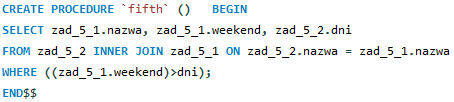 CREATE PROCEDURE `fifth` ()   BEGIN
SELECT zad_5_1.nazwa, zad_5_1.weekend, zad_5_2.dni
FROM zad_5_2 INNER JOIN zad_5_1 ON zad_5_2.nazwa = zad_5_1.nazwa
WHERE ((zad_5_1.weekend)>dni);
END$$